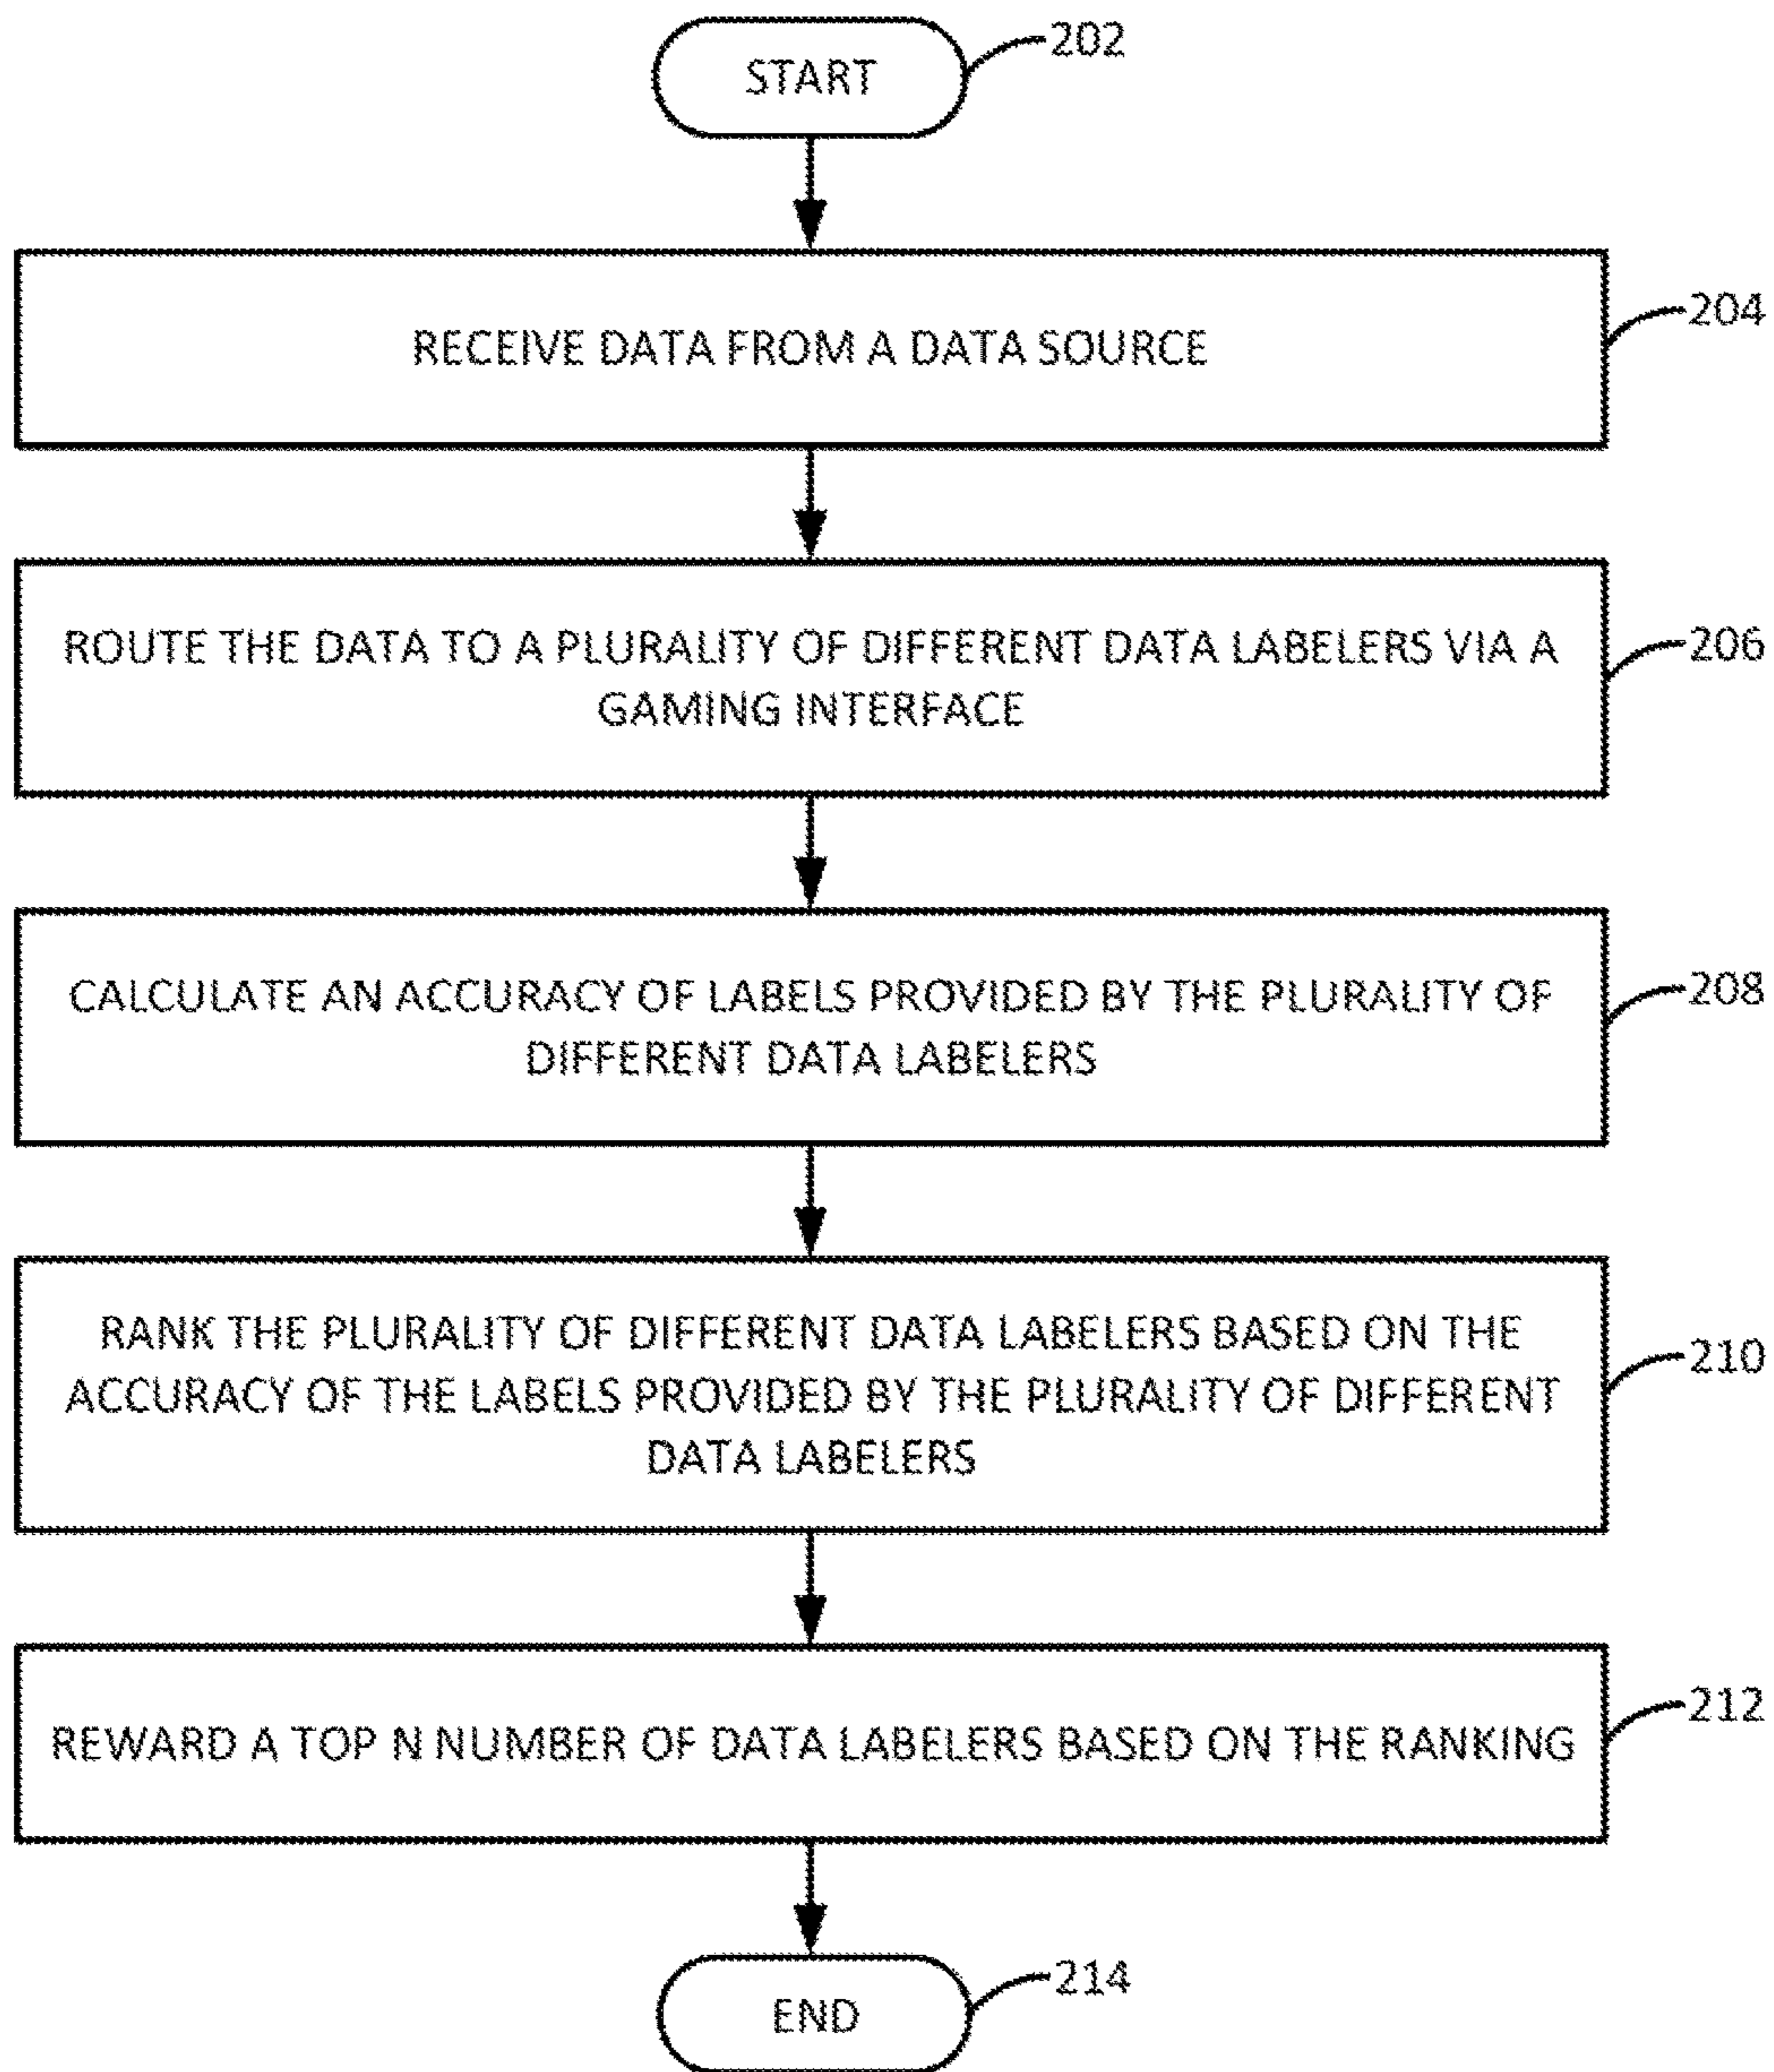 START
202
RECEIVE DATA FROM A DATA SOURCE
204
ROUTE THE DATA TO A PLURALITY OF DIFFERENT DATA LABELERS VIA A
GAMING INTERFACE
206
CALCULATE AN ACCURACY OF LABELS PROVIDED BY THE PLURALITY OF
DIFFERENT DATA LABELERS
208
RANK THE PLURALITY OF DIFFERENT DATA LABELERS BASED ON THE
ACCURACY OF THE LABELS PROVIDED BY THE PLURALITY OF DIFFERENT
DATA LABELERS
210
REWARD A TOP N NUMBER OF DATA LABELERS BASED ON THE RANKING
212
END
214